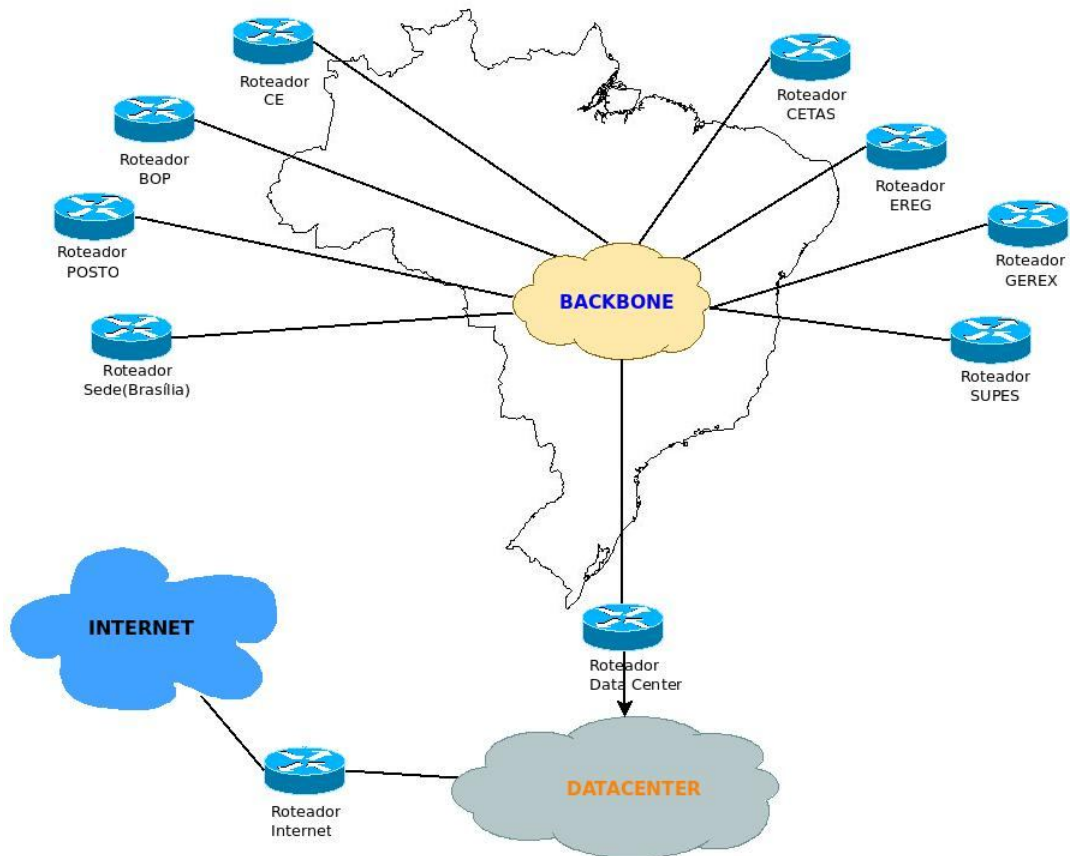 Roteador
CE
Roteador
CETAS
Roteador
BOP
Roteador
EREG
Roteador
POSTO
Roteador
GEREX
BACKBONE
Roteador
Sede(Brasília)
Roteador
SUPES
INTERNET
Roteador
Data Center
DATACENTER
Roteador
Internet